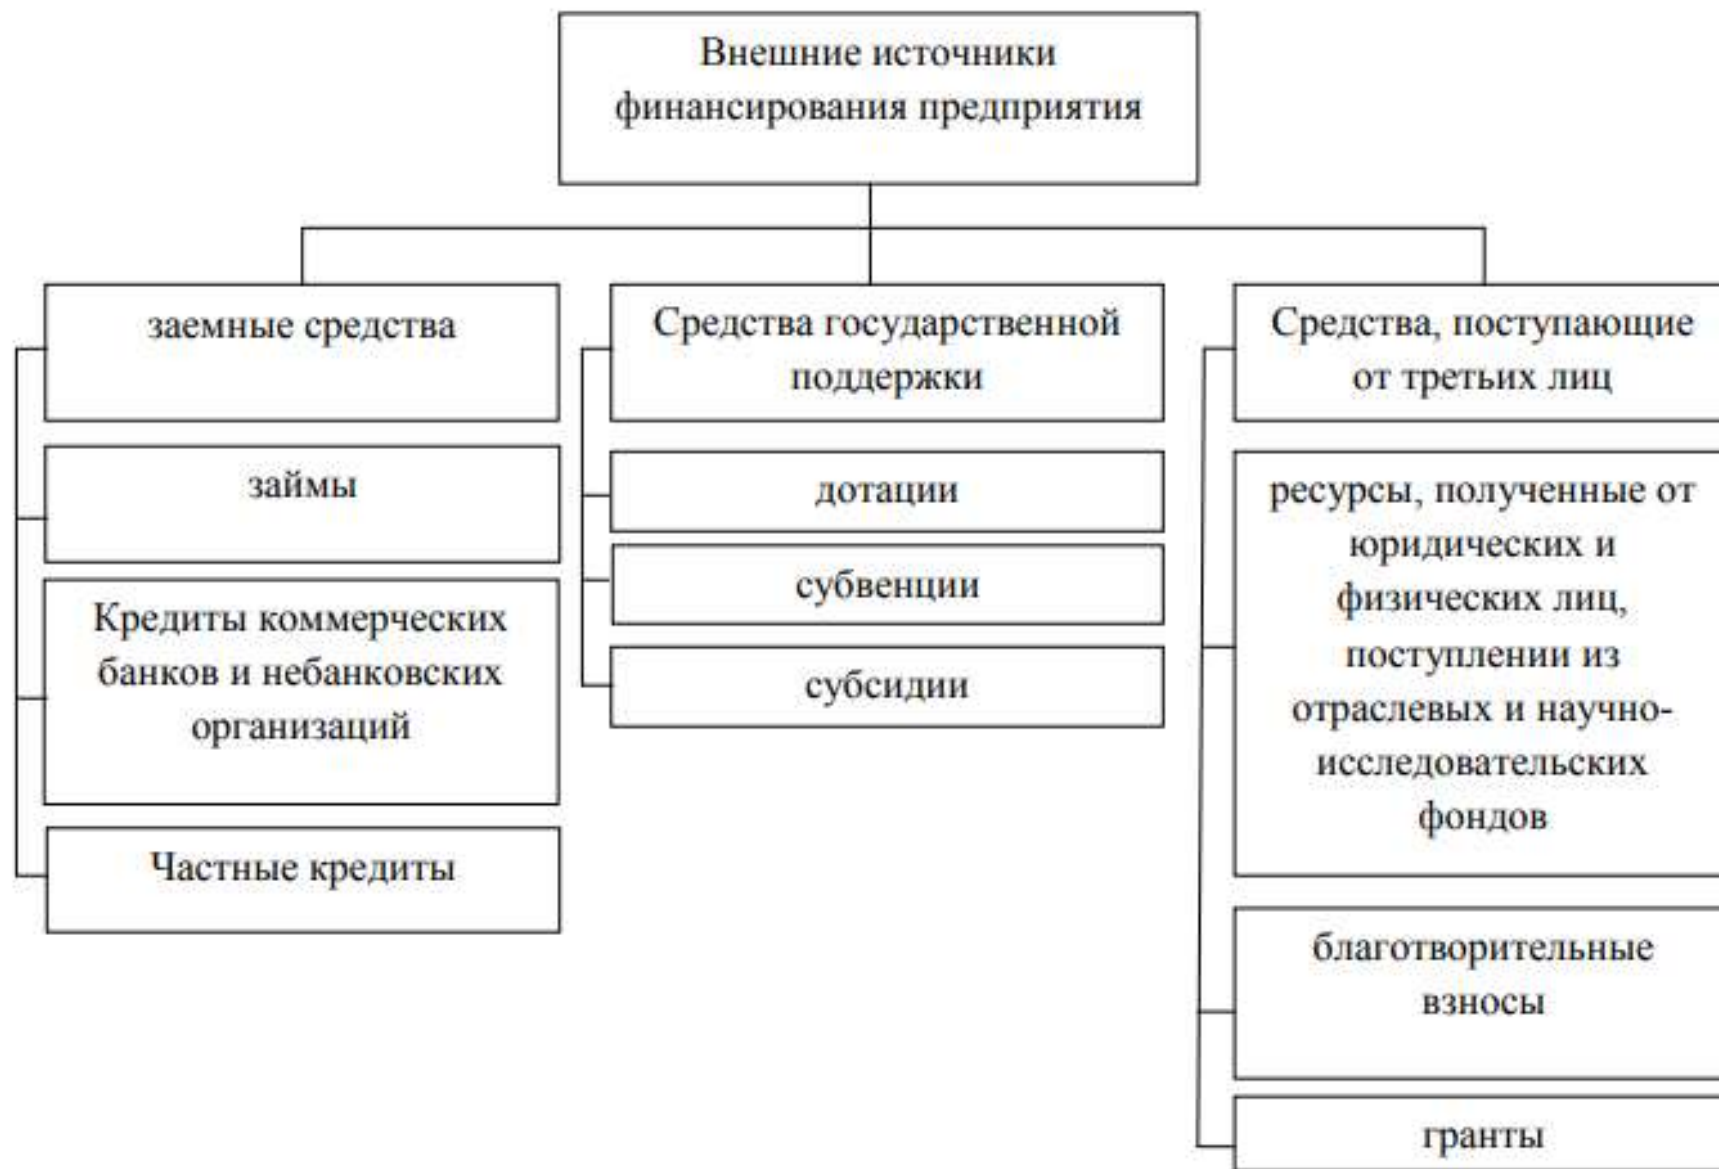 Внешние источники
финансирования предприятия
заемные средства
займы
Кредиты коммерческих
банков и небанковских
организаций
Частные кредиты
Средства государственной
поддержки
дотации
субвенции
субсидии
Средства, поступающие
от третьих лиц
ресурсы, полученные от
юридических и
физических лиц,
поступлении из
отраслевых и научно-
исследовательских
фондов
благотворительные
взносы
гранты